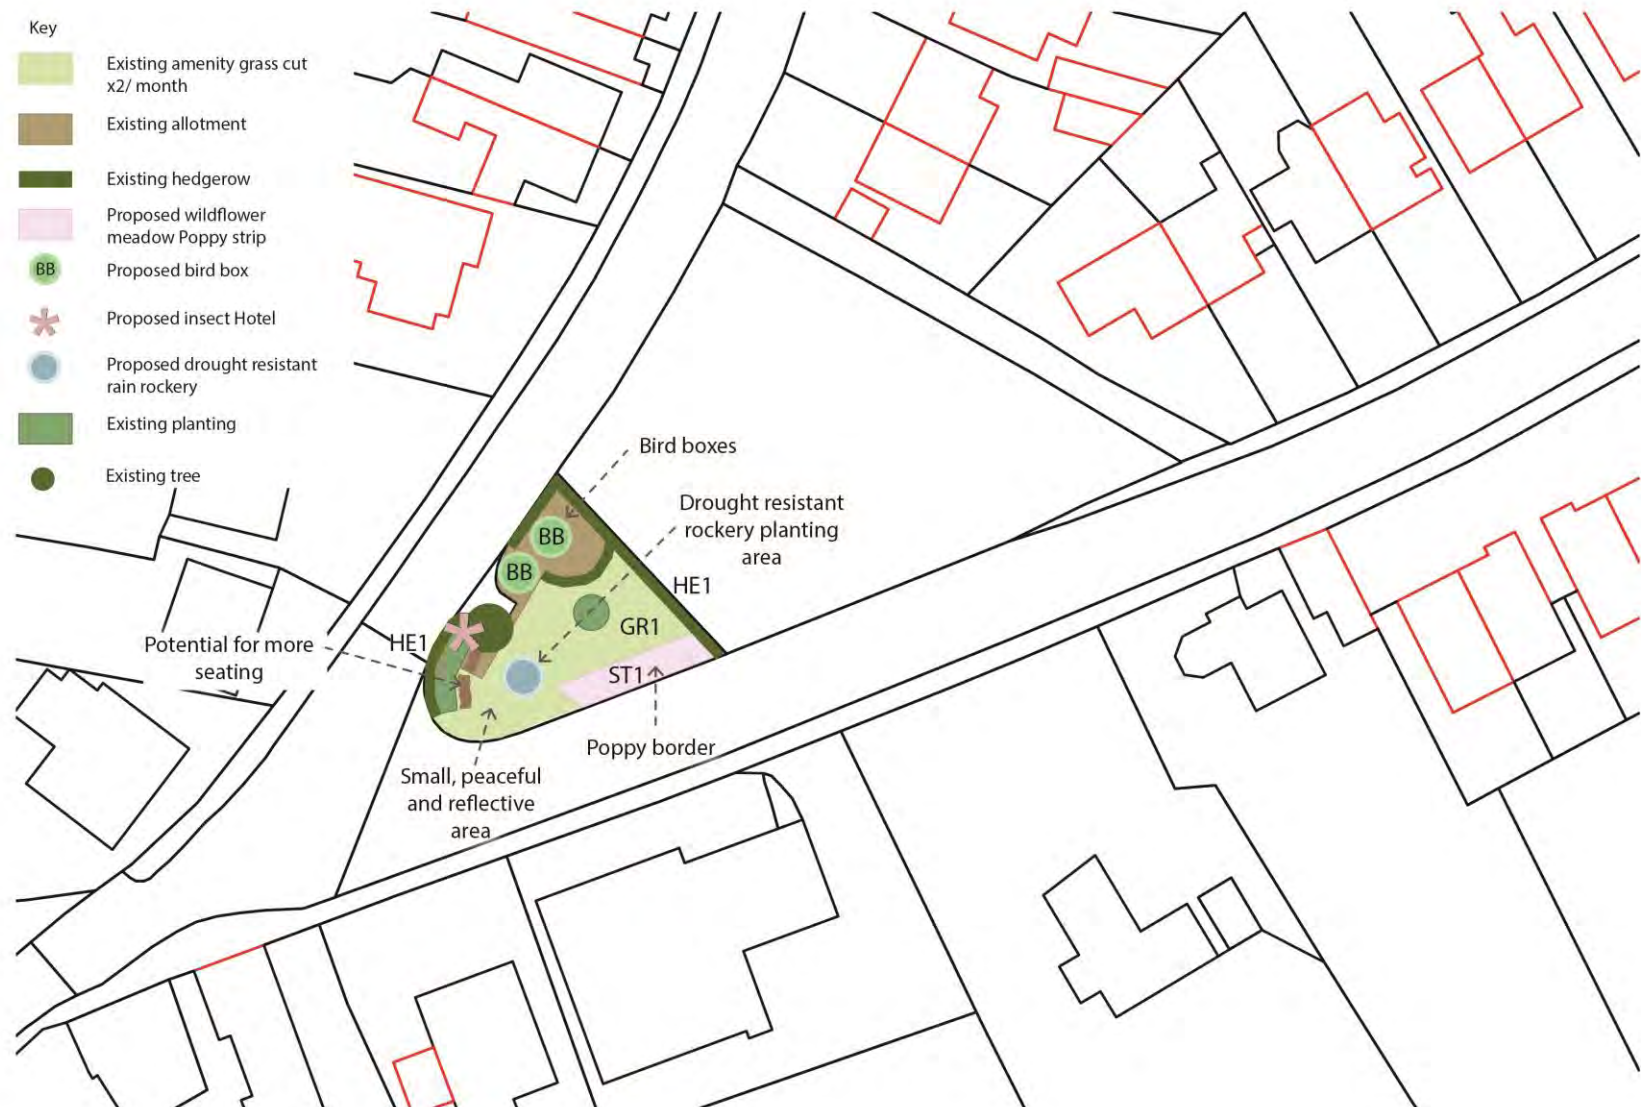 Key
Existing amenity grass cut
x2/ month
Existing allotment
Existing hedgerow
Proposed wildflower
meadow Poppy strip
BB
Proposed bird box
Proposed insect Hotel
Proposed drought resistant
rain rockery
Existing planting
Existing tree
Bird boxes
Drought resistant
rockery planting
area
BB
BB
HE1
GR1
HE1
Potential for more
seating
ST1
Poppy border
Small, peaceful
and reflective
area